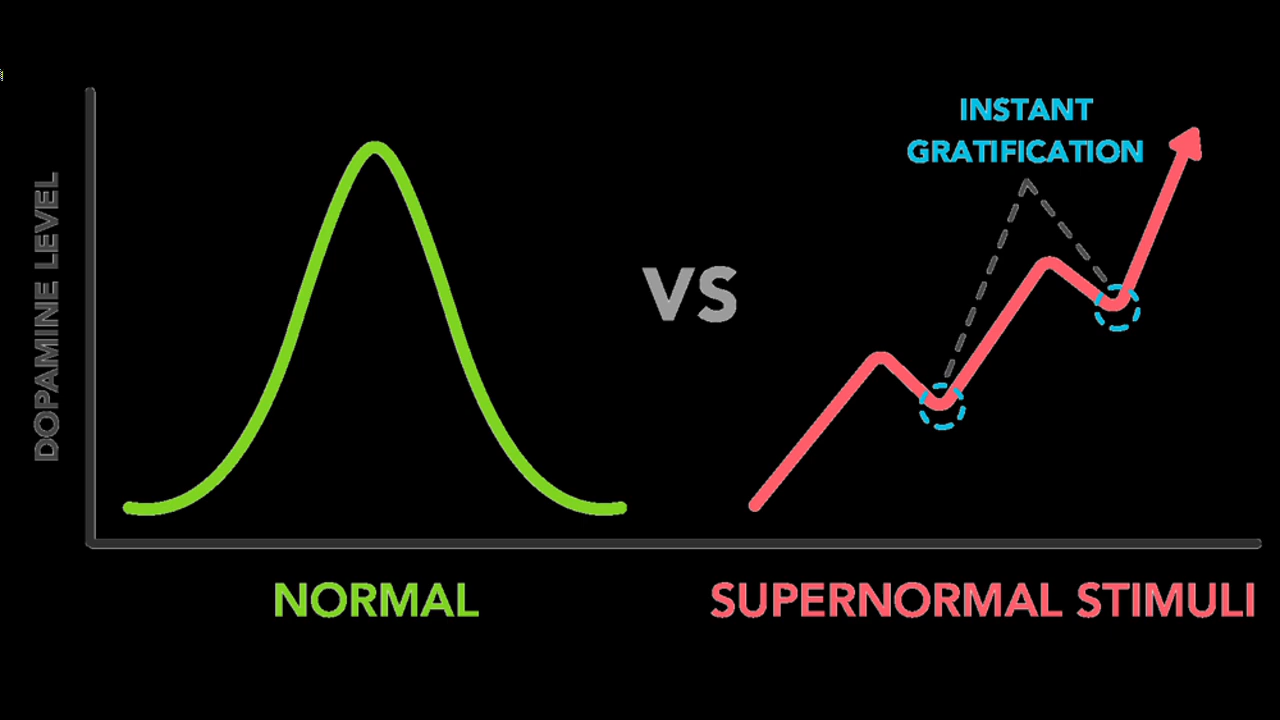 DOPAMINE LEVEL
INSTANT
GRATIFICATION
VS
NORMAL
SUPERNORMAL STIMULI